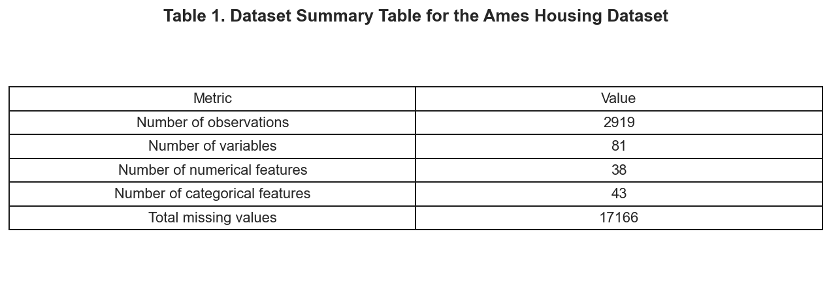 Table 1. Dataset Summary Table for the Ames Housing Dataset
Metric Value
Number of observations 2919
Number of variables 81
Number of numerical features 38
Number of categorical features 43
Total missing values 17166